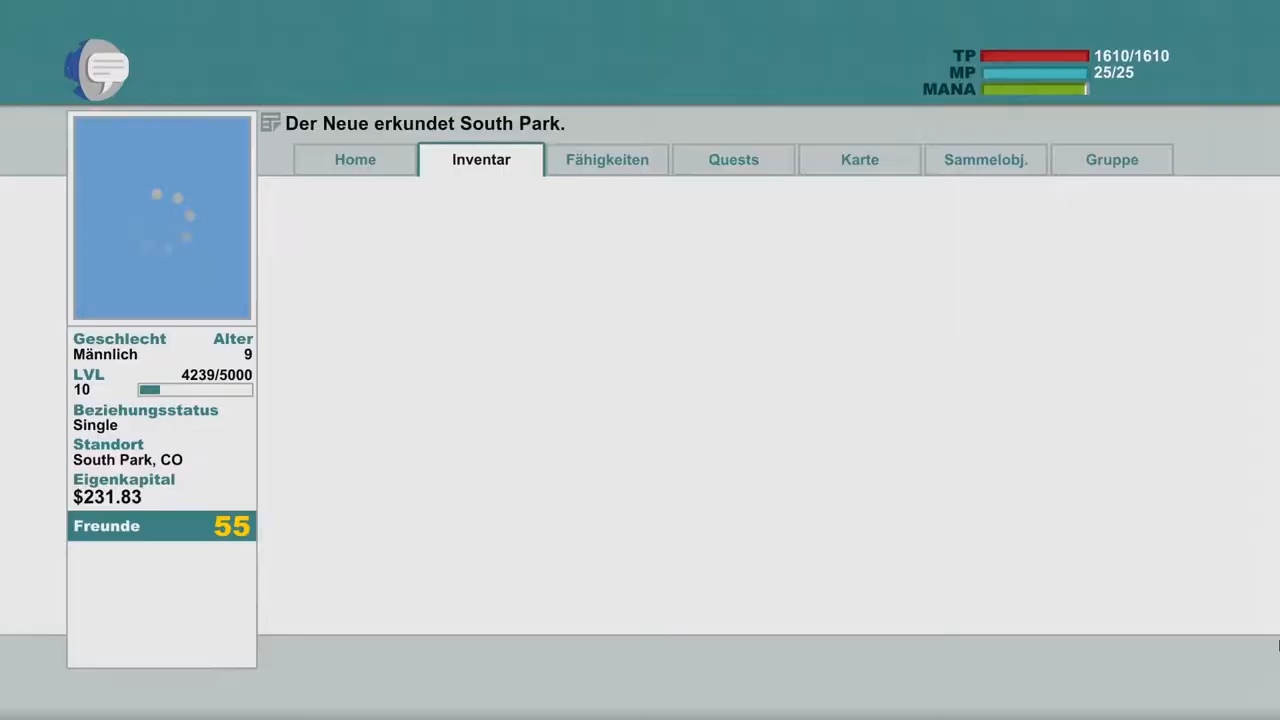 TP 1610/1610
MP 25/25
MANA
Der Neue erkundet South Park.
Home Inventar Fähigkeiten Quests Karte Sammelobj. Gruppe
Geschlecht Alter
Männlich 9
LVL 4239/5000
10
Beziehungsstatus
Single
Standort
South Park, CO
Eigenkapital
$231.83
Freunde 55